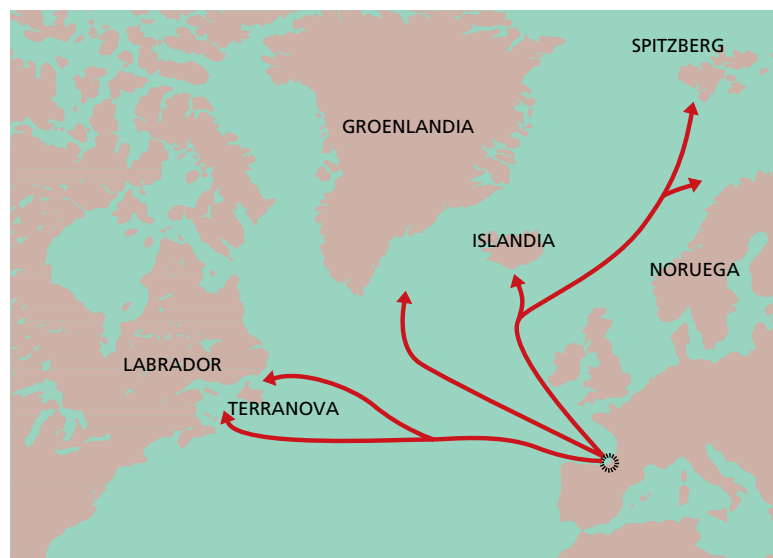 SPITZBERG
GROENLANDIA
ISLANDIA
NORUEGA
LABRADOR
TERRANOVA